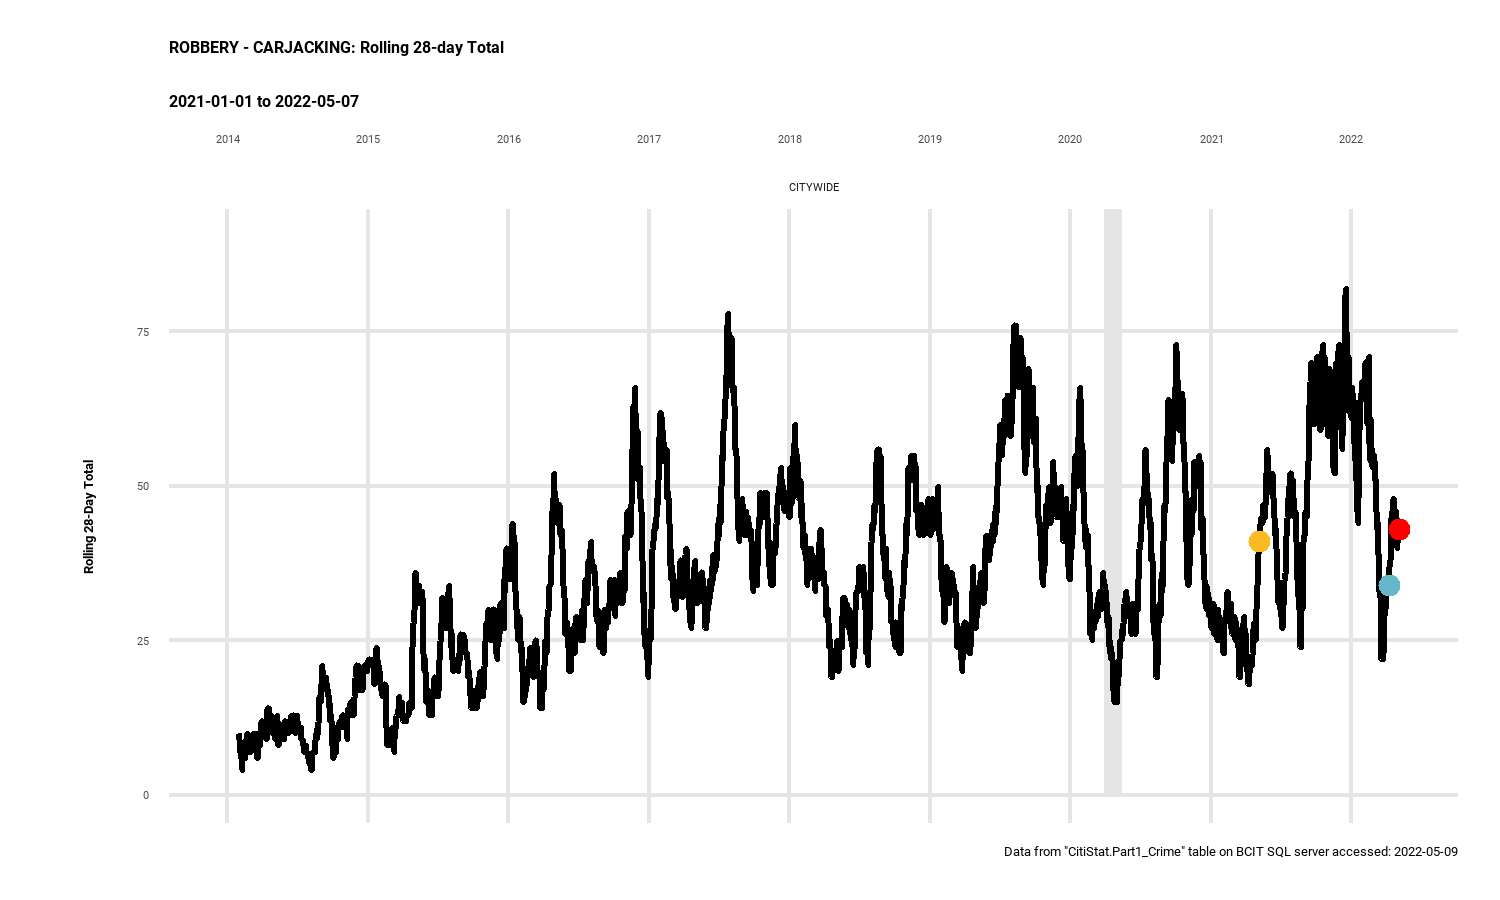 ROBBERY - CARJACKING: Rolling 28-day Total
2021-01-01 to 2022-05-07
2014 2015 2016 2017 2018 2019 2020 2021 2022
CITYWIDE
75
50
25
0
Rolling 28-Day Total
Data from "CitiStat.Part1_Crime" table on BCIT SQL server accessed: 2022-05-09